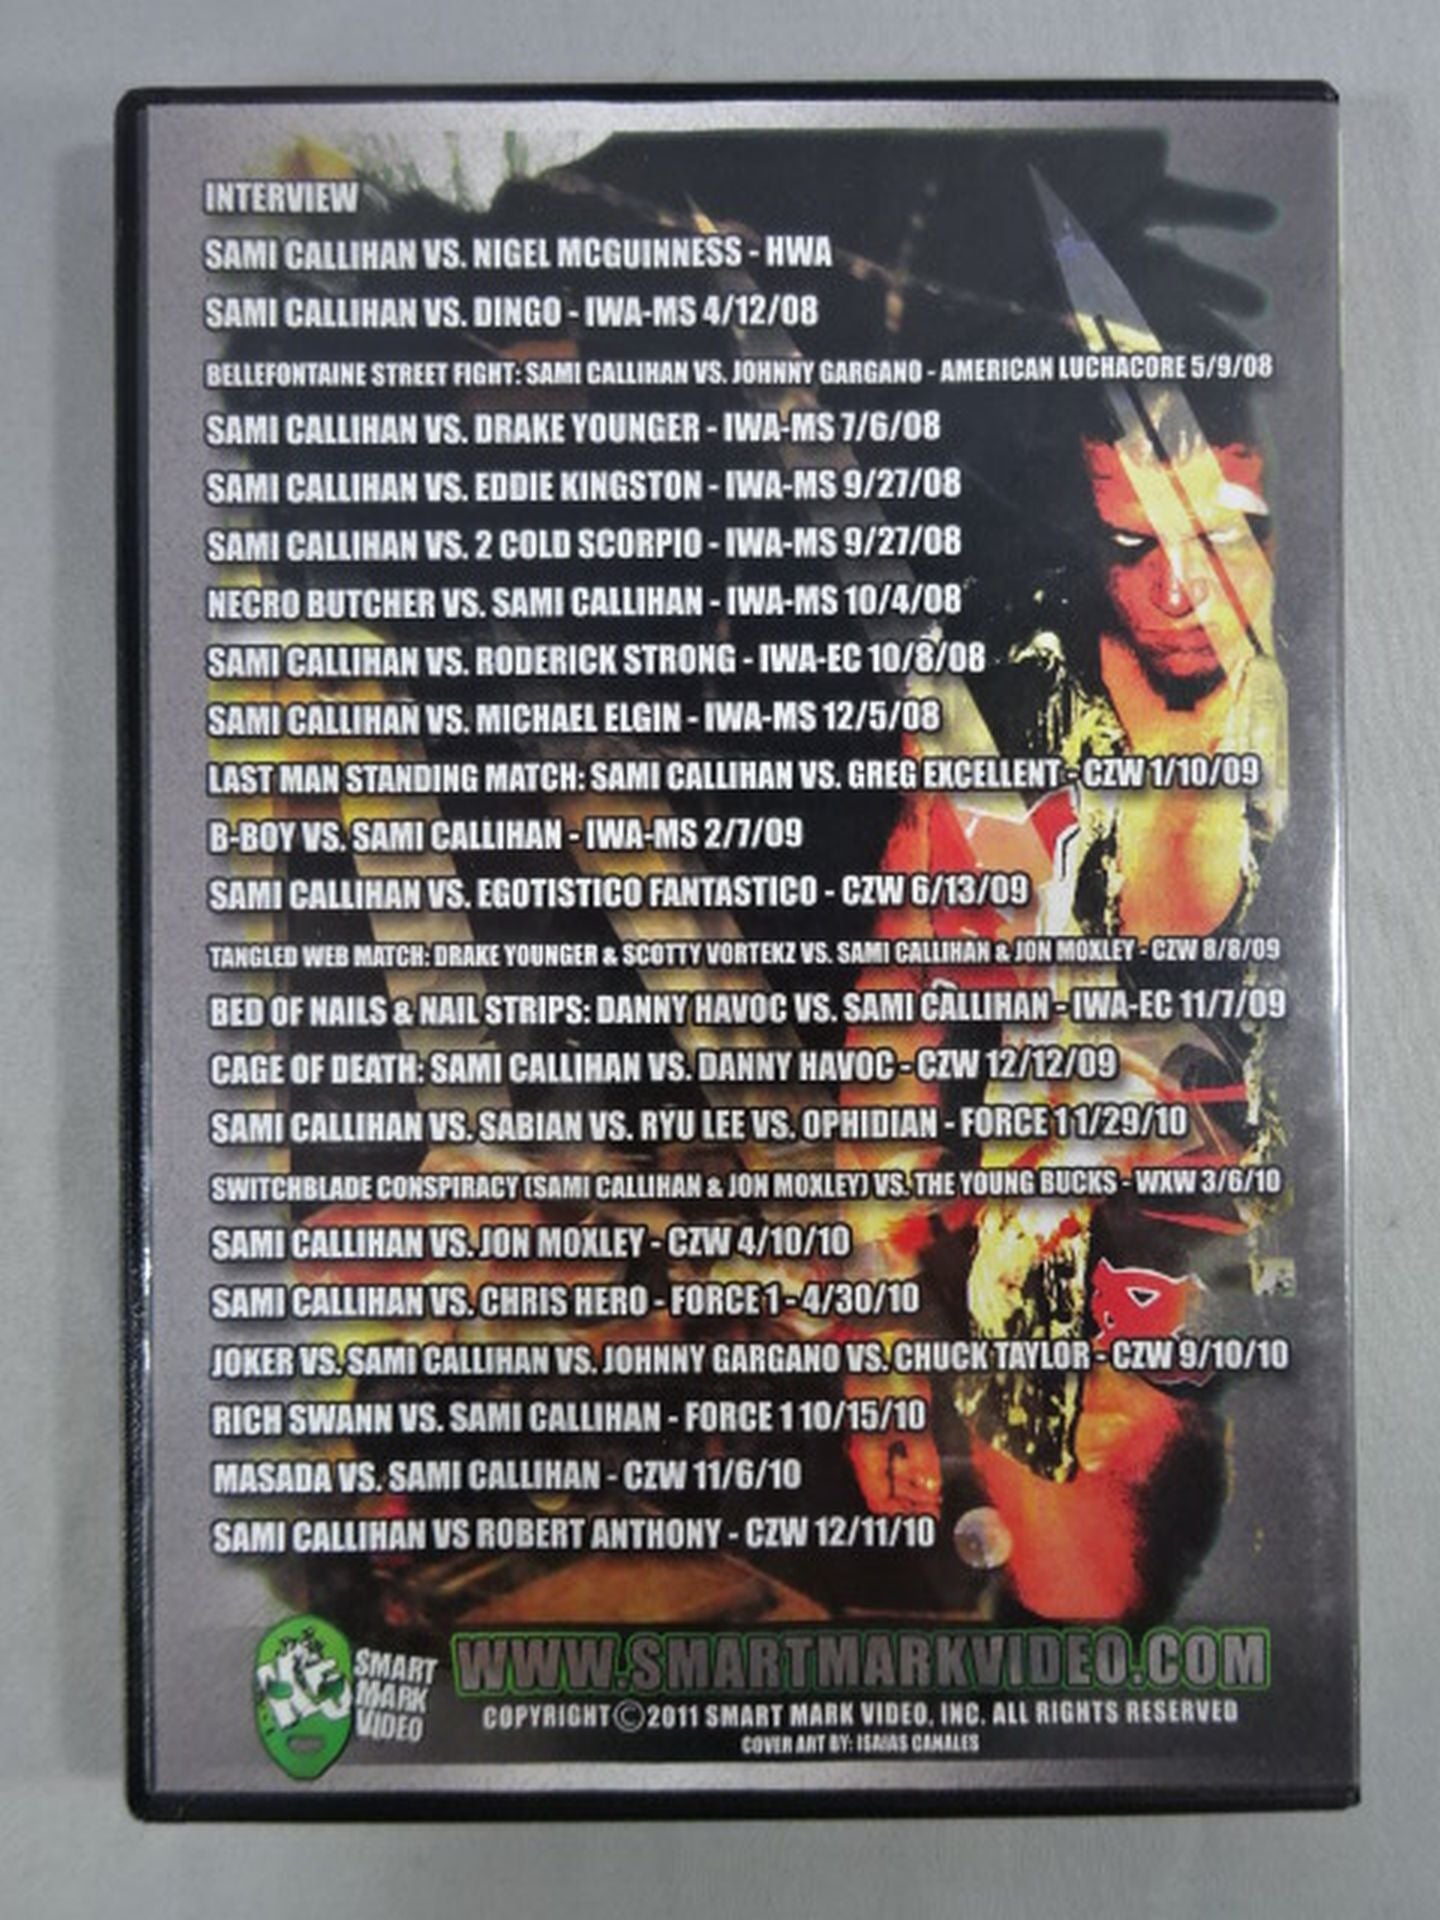 INTERVIEW
SAMI CALLIHAN VS. NIGEL MCGUINNESS - HWA
SAMI CALLIHAN VS. DINGO - IWA-MS 4/12/08
BELLEFONTAINE STREET FIGHT: SAMI CALLIHAN VS. JOHNNY GARGANO - AMERICAN LUCHACORE 5/9/08
SAMI CALLIHAN VS. DRAKE YOUNGER - IWA-MS 7/6/08
SAMI CALLIHAN VS. EDDIE KINGSTON - IWA-MS 9/27/08
SAMI CALLIHAN VS. 2 COLD SCORPIO - IWA-MS 9/27/08
NECRO BUTCHER VS. SAMI CALLIHAN - IWA-MS 10/4/08
SAMI CALLIHAN VS. RODERICK STRONG - IWA-EC 10/8/08
SAMI CALLIHAN VS. MICHAEL ELGIN - IWA-MS 12/5/08
LAST MAN STANDING MATCH: SAMI CALLIHAN VS. GREG EXCELLENT - CZW 1/10/09
B-BOY VS. SAMI CALLIHAN - IWA-MS 2/7/09
SAMI CALLIHAN VS. EGOTISTICO FANTASTICO - CZW 6/13/09
TANGLED WEB MATCH: DRAKE YOUNGER & SCOTTY VORTEKZ VS. SAMI CALLIHAN & JON MOXLEY - CZW 8/8/09
BED OF NAILS & NAIL STRIPS: DANNY HAVOC VS. SAMI CALLIHAN - IWA-EC 11/7/09
CAGE OF DEATH: SAMI CALLIHAN VS. DANNY HAVOC - CZW 12/12/09
SAMI CALLIHAN VS. SABIAN VS. RYU LEE VS. OPHIDIAN - FORCE 1 1/29/10
SWITCHBLADE CONSPIRACY (SAMI CALLIHAN & JON MOXLEY) VS. THE YOUNG BUCKS - WXW 3/6/10
SAMI CALLIHAN VS. JON MOXLEY - CZW 4/10/10
SAMI CALLIHAN VS. CHRIS HERO - FORCE 1 - 4/30/10
JOKER VS. SAMI CALLIHAN VS. JOHNNY GARGANO VS. CHUCK TAYLOR - CZW 9/10/10
RICH SWANN VS. SAMI CALLIHAN - FORCE 1 10/15/10
MASADA VS. SAMI CALLIHAN - CZW 11/6/10
SAMI CALLIHAN VS ROBERT ANTHONY - CZW 12/11/10
SMART
MARK
VIDEO
WWW.SMARTMARKVIDEO.COM
COPYRIGHT ©2011 SMART MARK VIDEO, INC. ALL RIGHTS RESERVED
COVER ART BY: ISAIAS CANALES